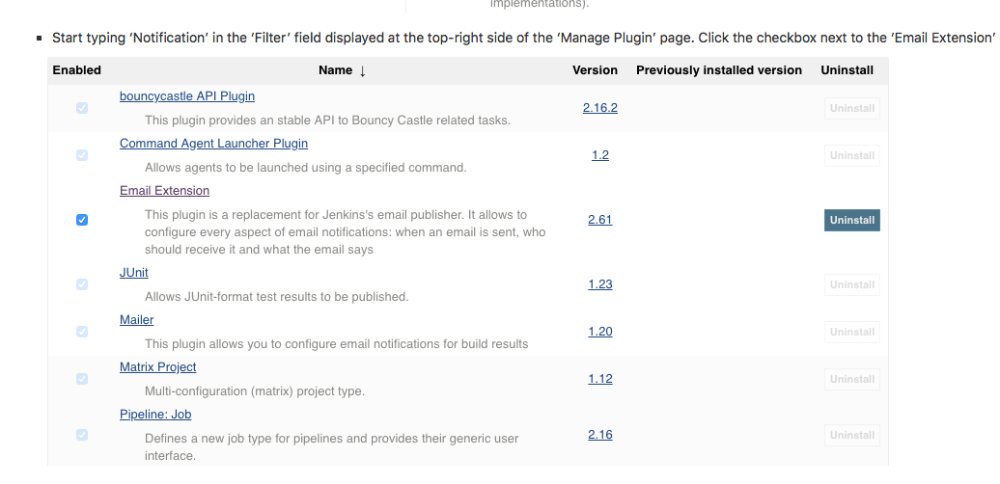 implementations).
▪ Start typing ‘Notification’ in the ‘Filter’ field displayed at the top-right side of the ‘Manage Plugin’ page. Click the checkbox next to the ‘Email Extension’
Enabled Name ↓ Version Previously installed version Uninstall
bouncycastle API Plugin
This plugin provides an stable API to Bouncy Castle related tasks.
2.16.2 Uninstall
Command Agent Launcher Plugin
Allows agents to be launched using a specified command.
1.2 Uninstall
Email Extension
This plugin is a replacement for Jenkins's email publisher. It allows to
configure every aspect of email notifications: when an email is sent, who
should receive it and what the email says
2.61 Uninstall
JUnit
Allows JUnit-format test results to be published.
1.23 Uninstall
Mailer
This plugin allows you to configure email notifications for build results
1.20 Uninstall
Matrix Project
Multi-configuration (matrix) project type.
1.12 Uninstall
Pipeline: Job
Defines a new job type for pipelines and provides their generic user
interface.
2.16 Uninstall